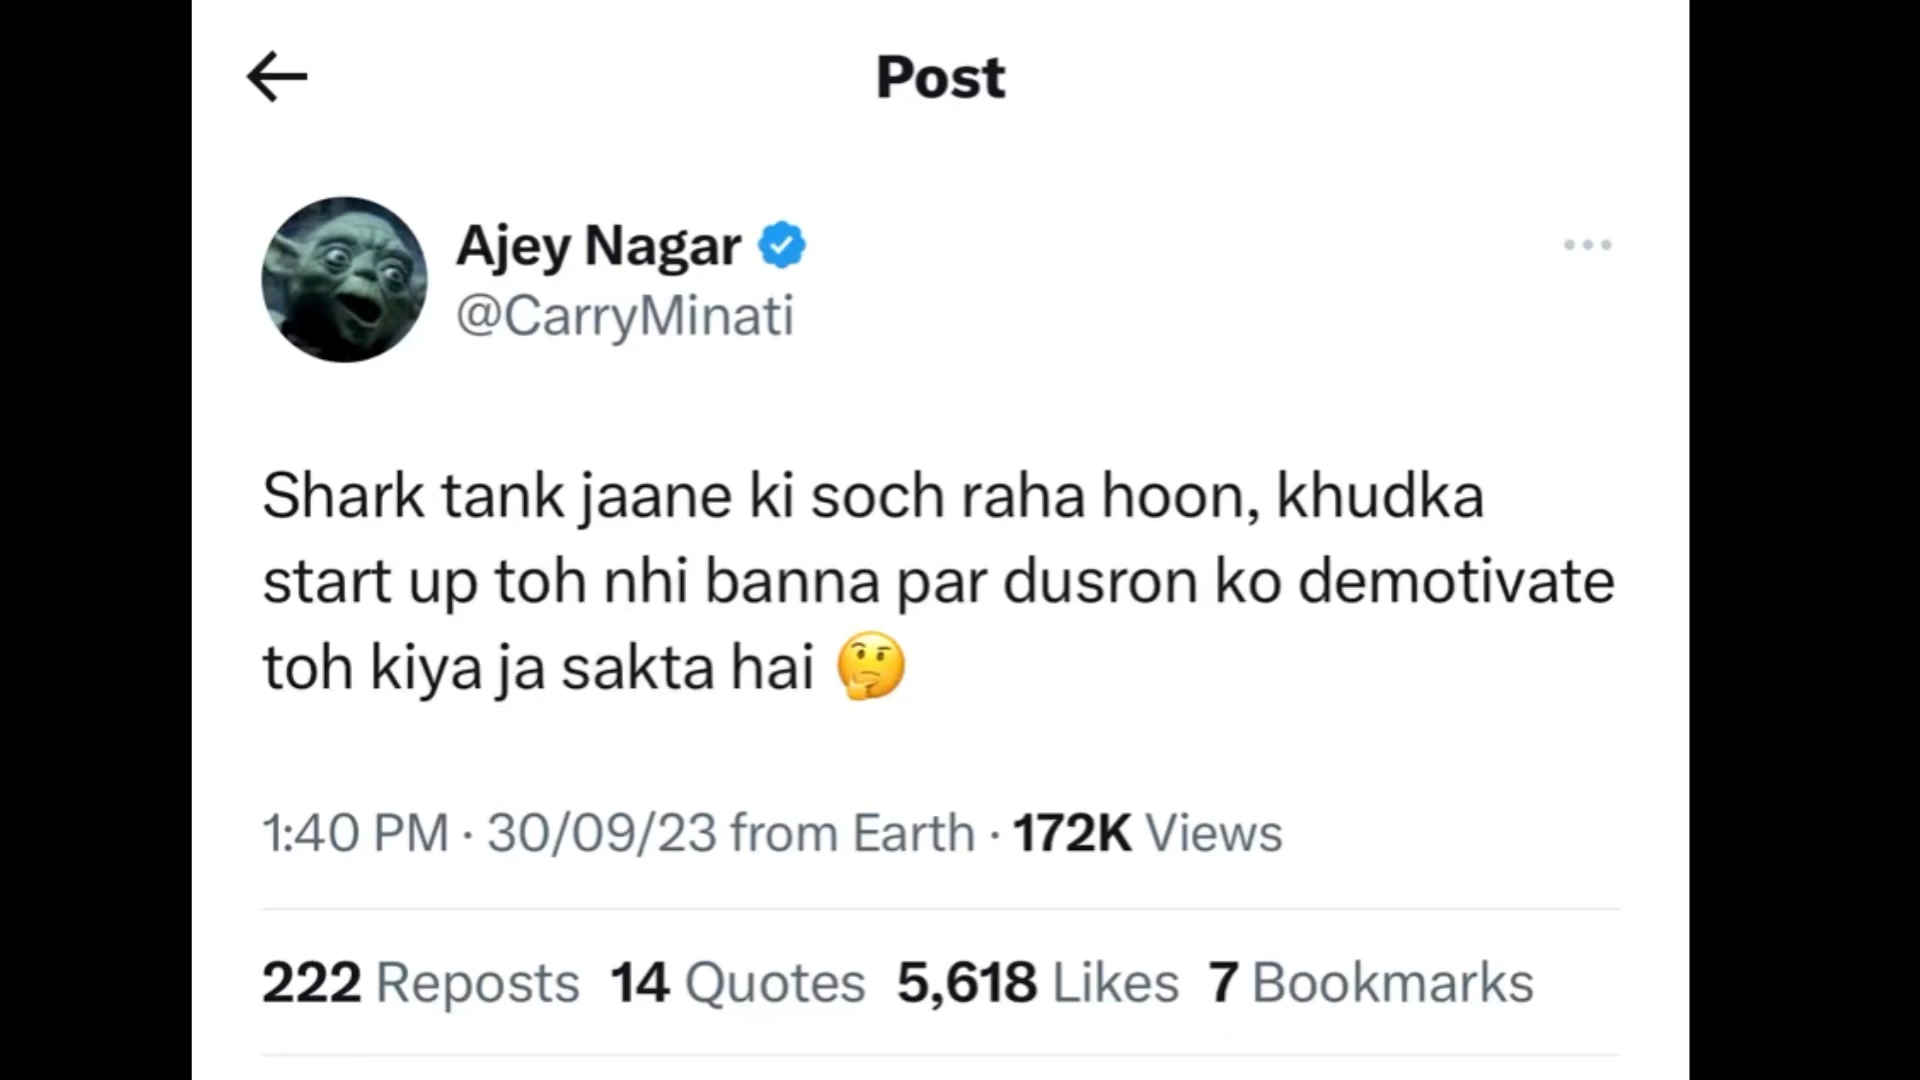 Post
Ajey Nagar
@CarryMinati
Shark tank jaane ki soch raha hoon, khudka
start up toh nhi banna par dusron ko demotivate
toh kiya ja sakta hai 🤔
1:40 PM · 30/09/23 from Earth · 172K Views
222 Reposts 14 Quotes 5,618 Likes 7 Bookmarks